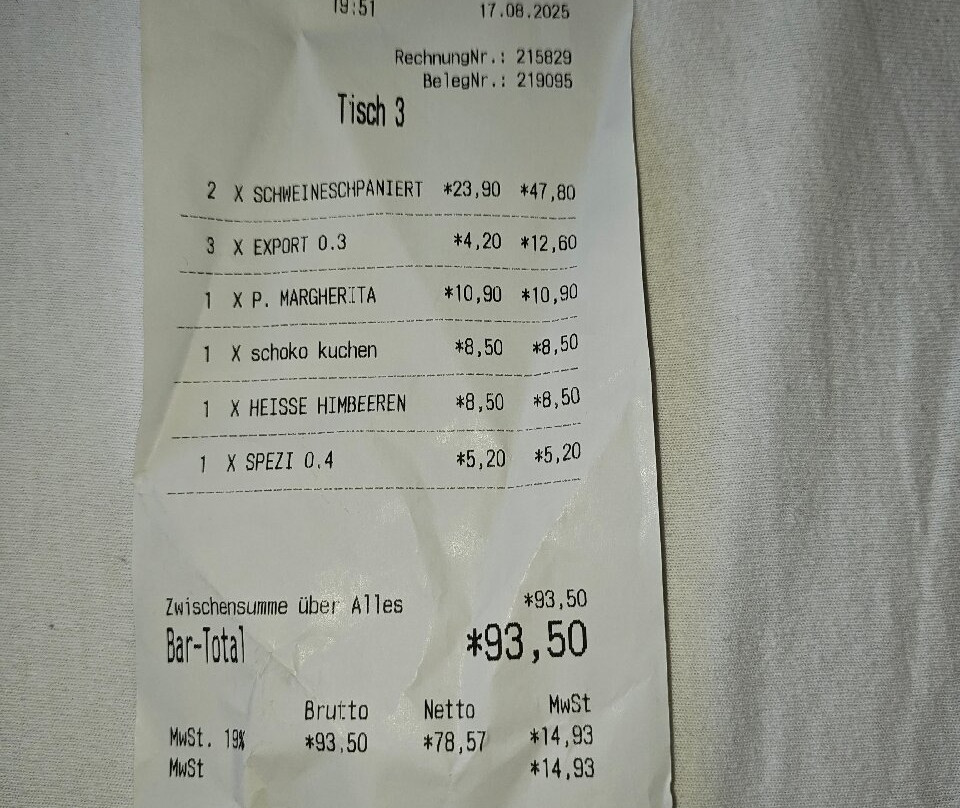 19:51 17.08.2025
RechnungNr.: 215829
BelegNr.: 219095
Tisch 3
2 X SCHWEINESCHPANIERT *23,90 *47,80
3 X EXPORT 0.3 *4,20 *12,60
1 X P. MARGHERITA *10,90 *10,90
1 X schoko kuchen *8,50 *8,50
1 X HEISSE HIMBEEREN *8,50 *8,50
1 X SPEZI 0.4 *5,20 *5,20
Zwischensumme über Alles *93,50
Bar-Total *93,50
Brutto Netto MwSt
MwSt. 19% *93,50 *78,57 *14,93
MwSt *14,93